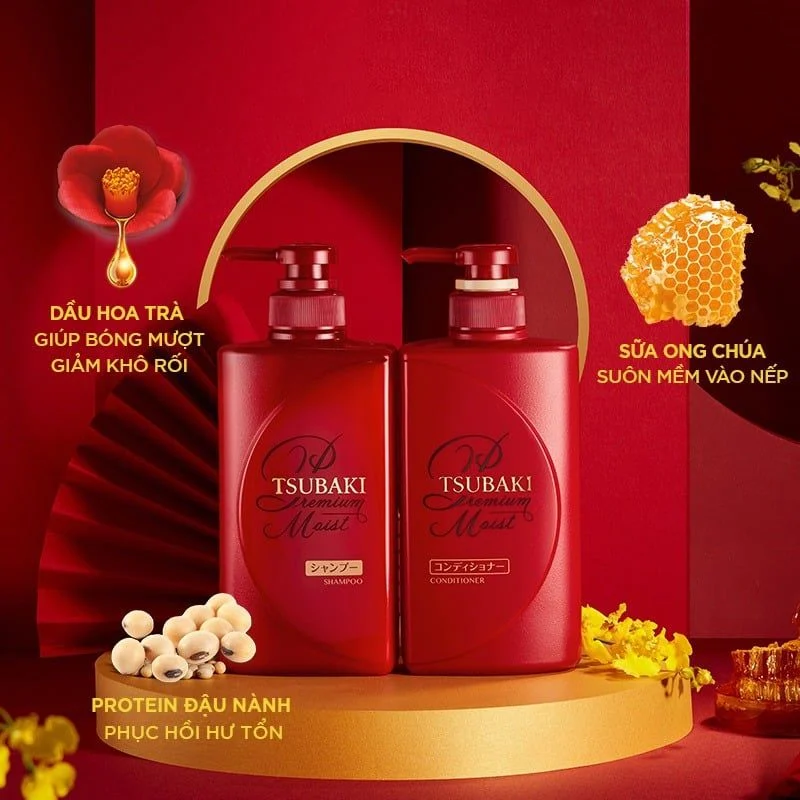 DẦU HOA TRÀ
GIÚP BÓNG MƯỢT
GIẢM KHÔ RỐI
SỮA ONG CHÚA
SUÔN MỀM VÀO NẾP
TSUBAKI
Premium
Moist
シャンプー
SHAMPOO
TSUBAKI
Premium
Moist
コンディショナー
CONDITIONER
PROTEIN ĐẬU NÀNH
PHỤC HỒI HƯ TỔN